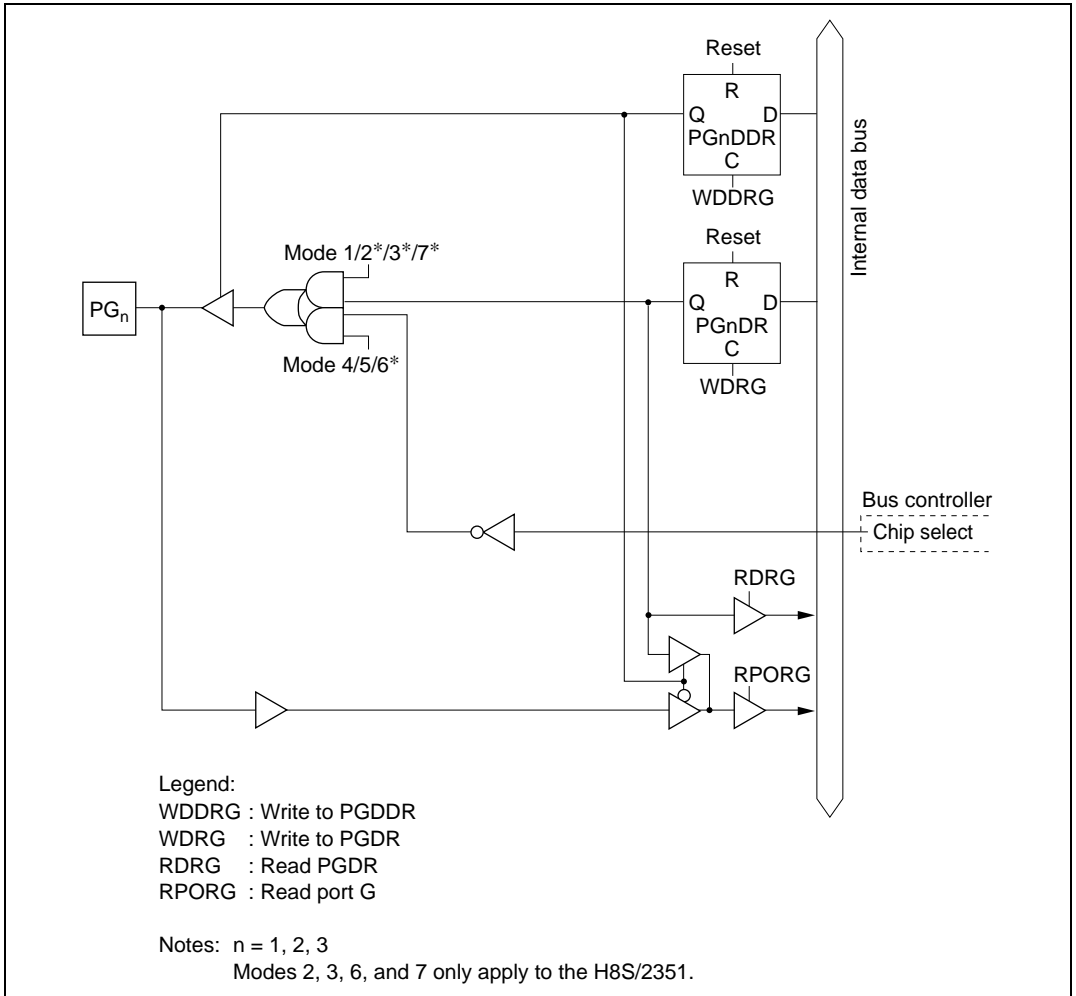 Reset
R
Q D
PGnDDR
C
WDDRG
Internal data bus
Reset
Mode 1/2*/3*/7*
R
PGn
Q D
PGnDR
C
Mode 4/5/6*
WDRG
Bus controller
Chip select
RDRG
RPORG
Legend:
WDDRG : Write to PGDDR
WDRG : Write to PGDR
RDRG : Read PGDR
RPORG : Read port G
Notes: n = 1, 2, 3
Modes 2, 3, 6, and 7 only apply to the H8S/2351.